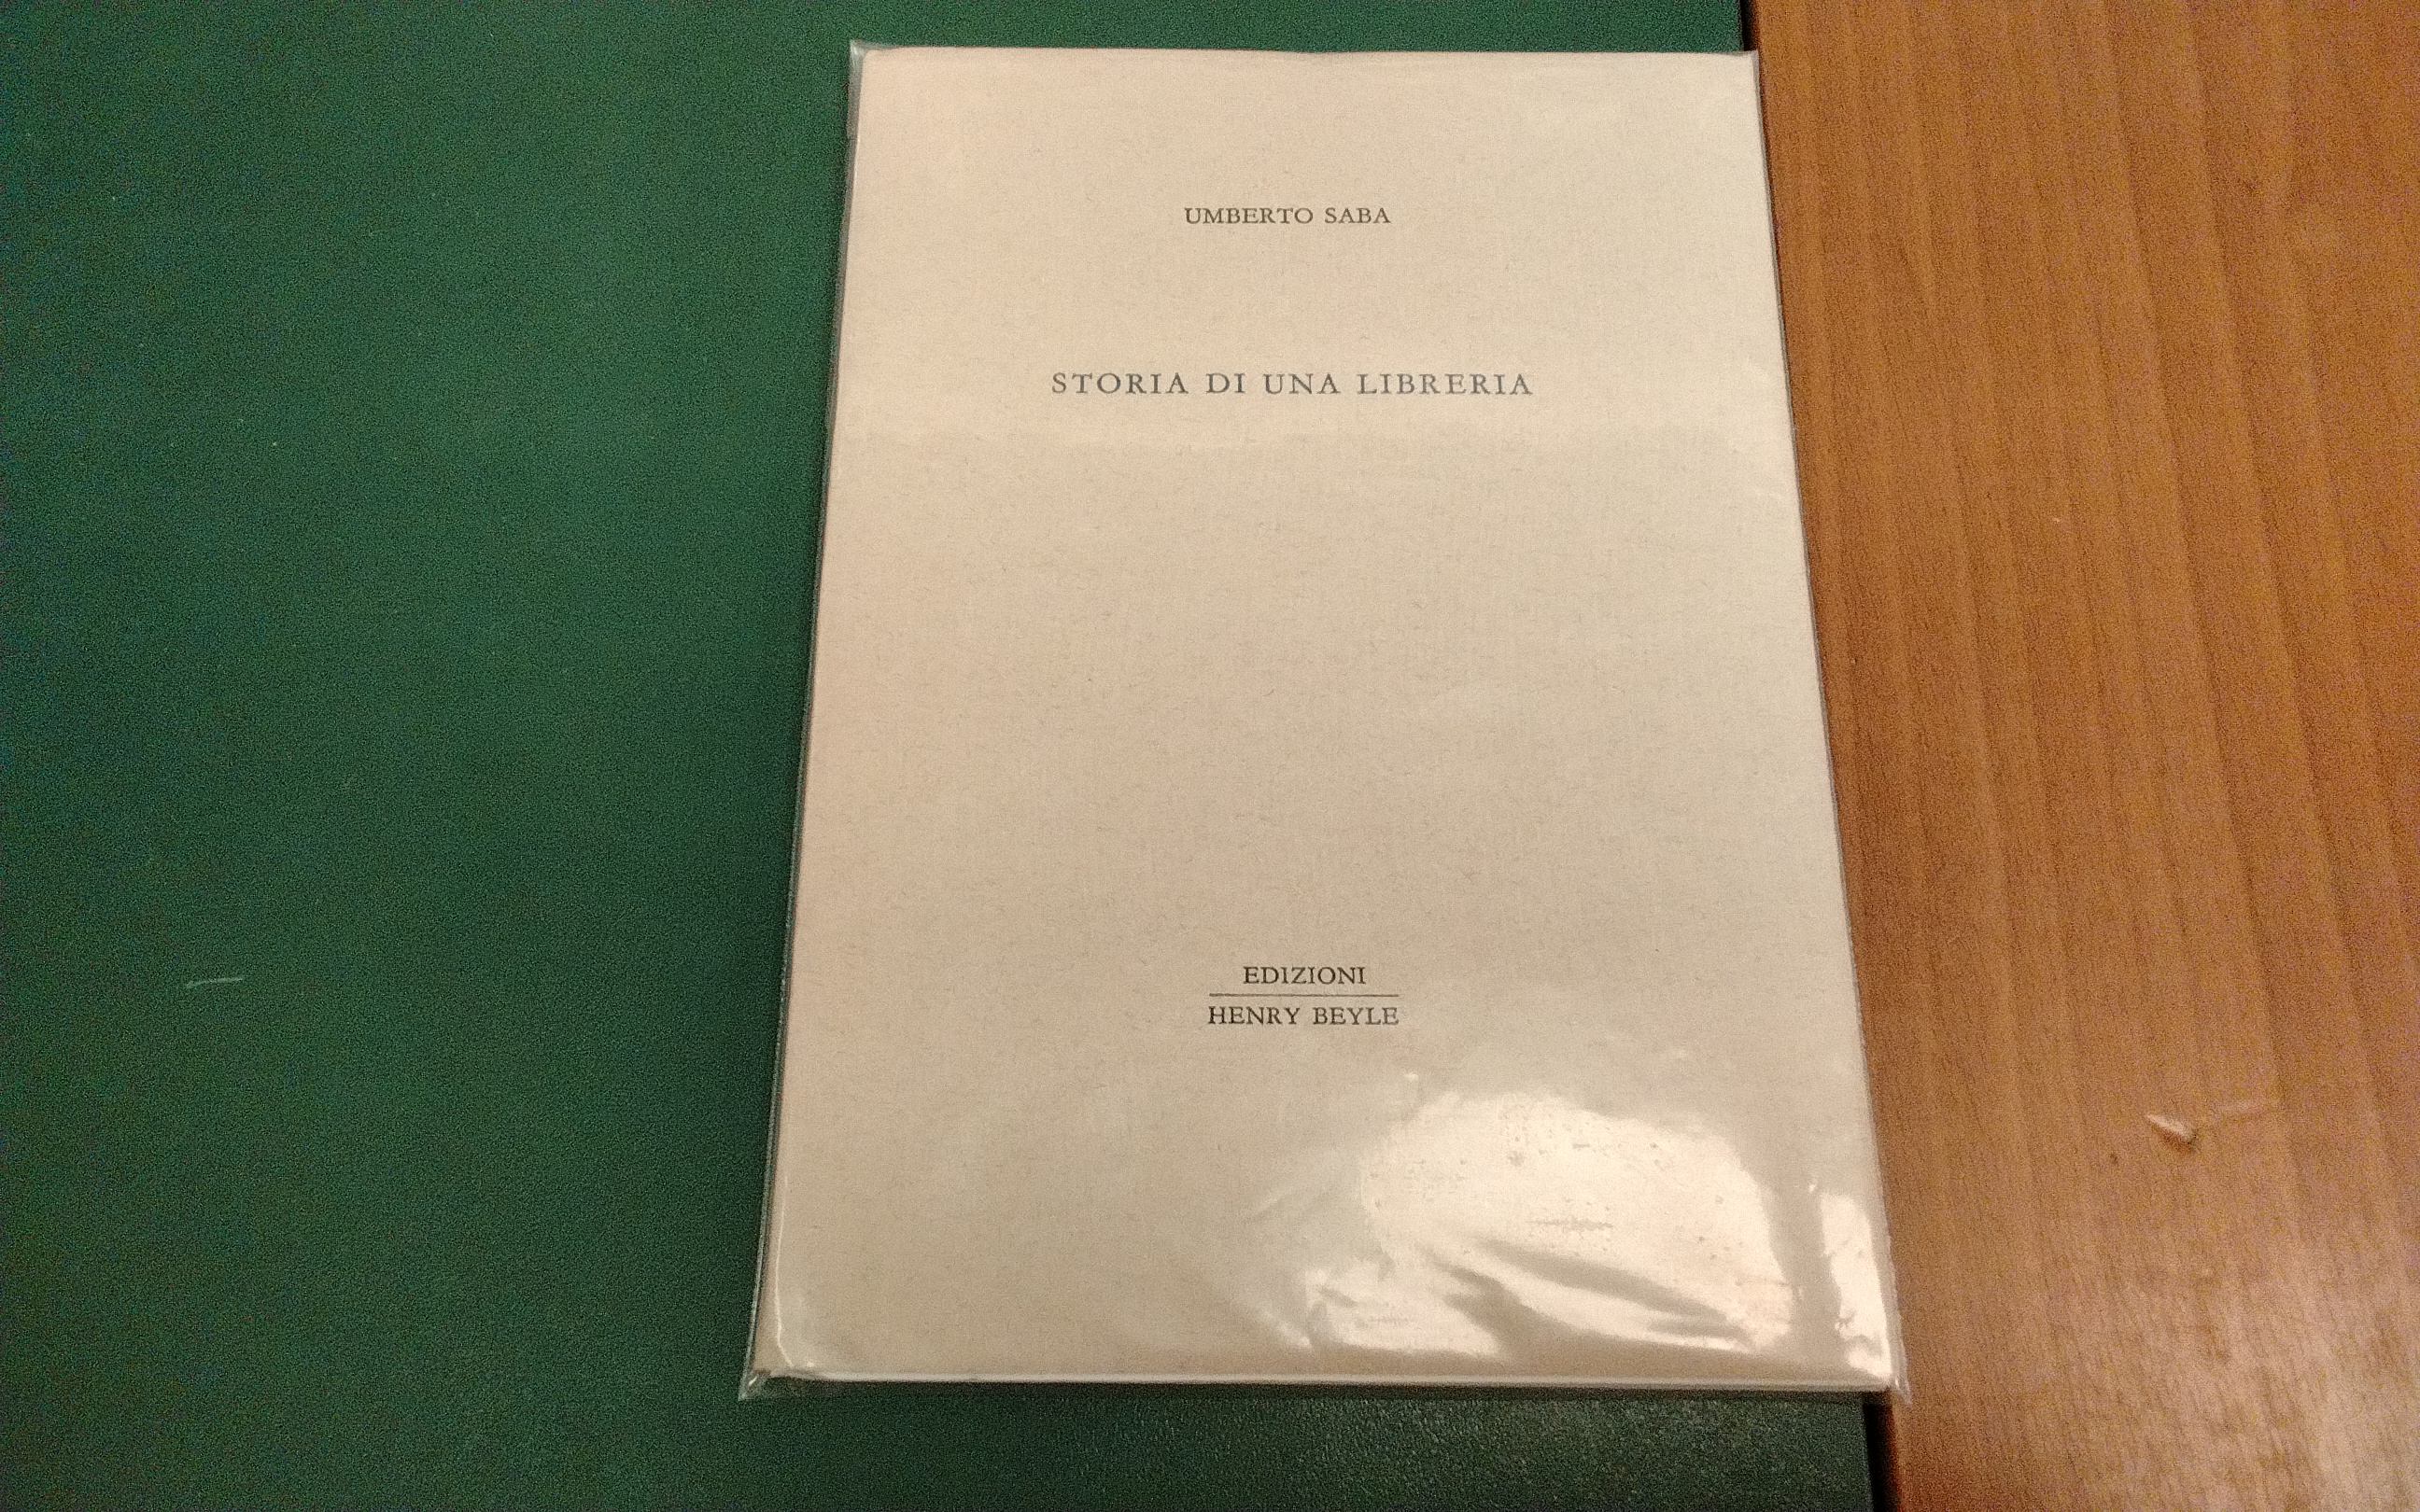 UMBERTO SABA
STORIA DI UNA LIBRERIA
EDIZIONI
HENRY BEYLE